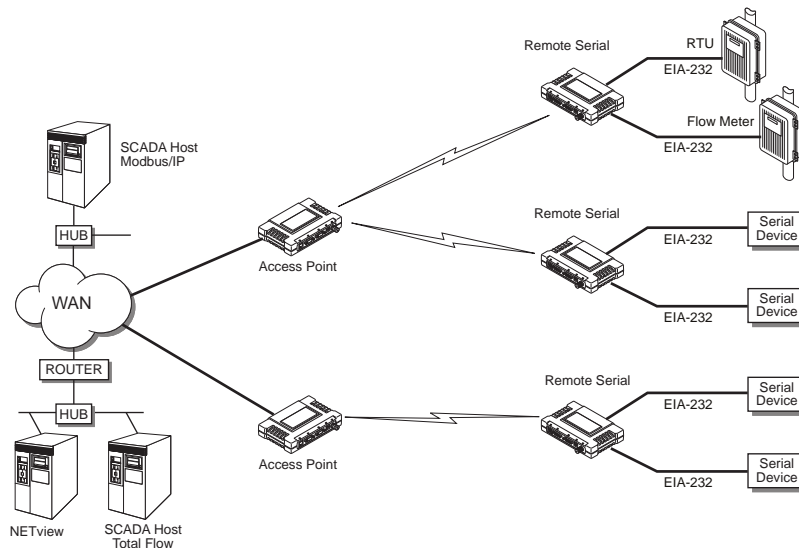 Remote Serial
RTU
EIA-232
Flow Meter
EIA-232
SCADA Host
Modbus/IP
HUB
Access Point
Remote Serial
Serial
Device
EIA-232
Serial
Device
EIA-232
WAN
ROUTER
HUB
NETview
SCADA Host
Total Flow
Access Point
Remote Serial
Serial
Device
EIA-232
Serial
Device
EIA-232